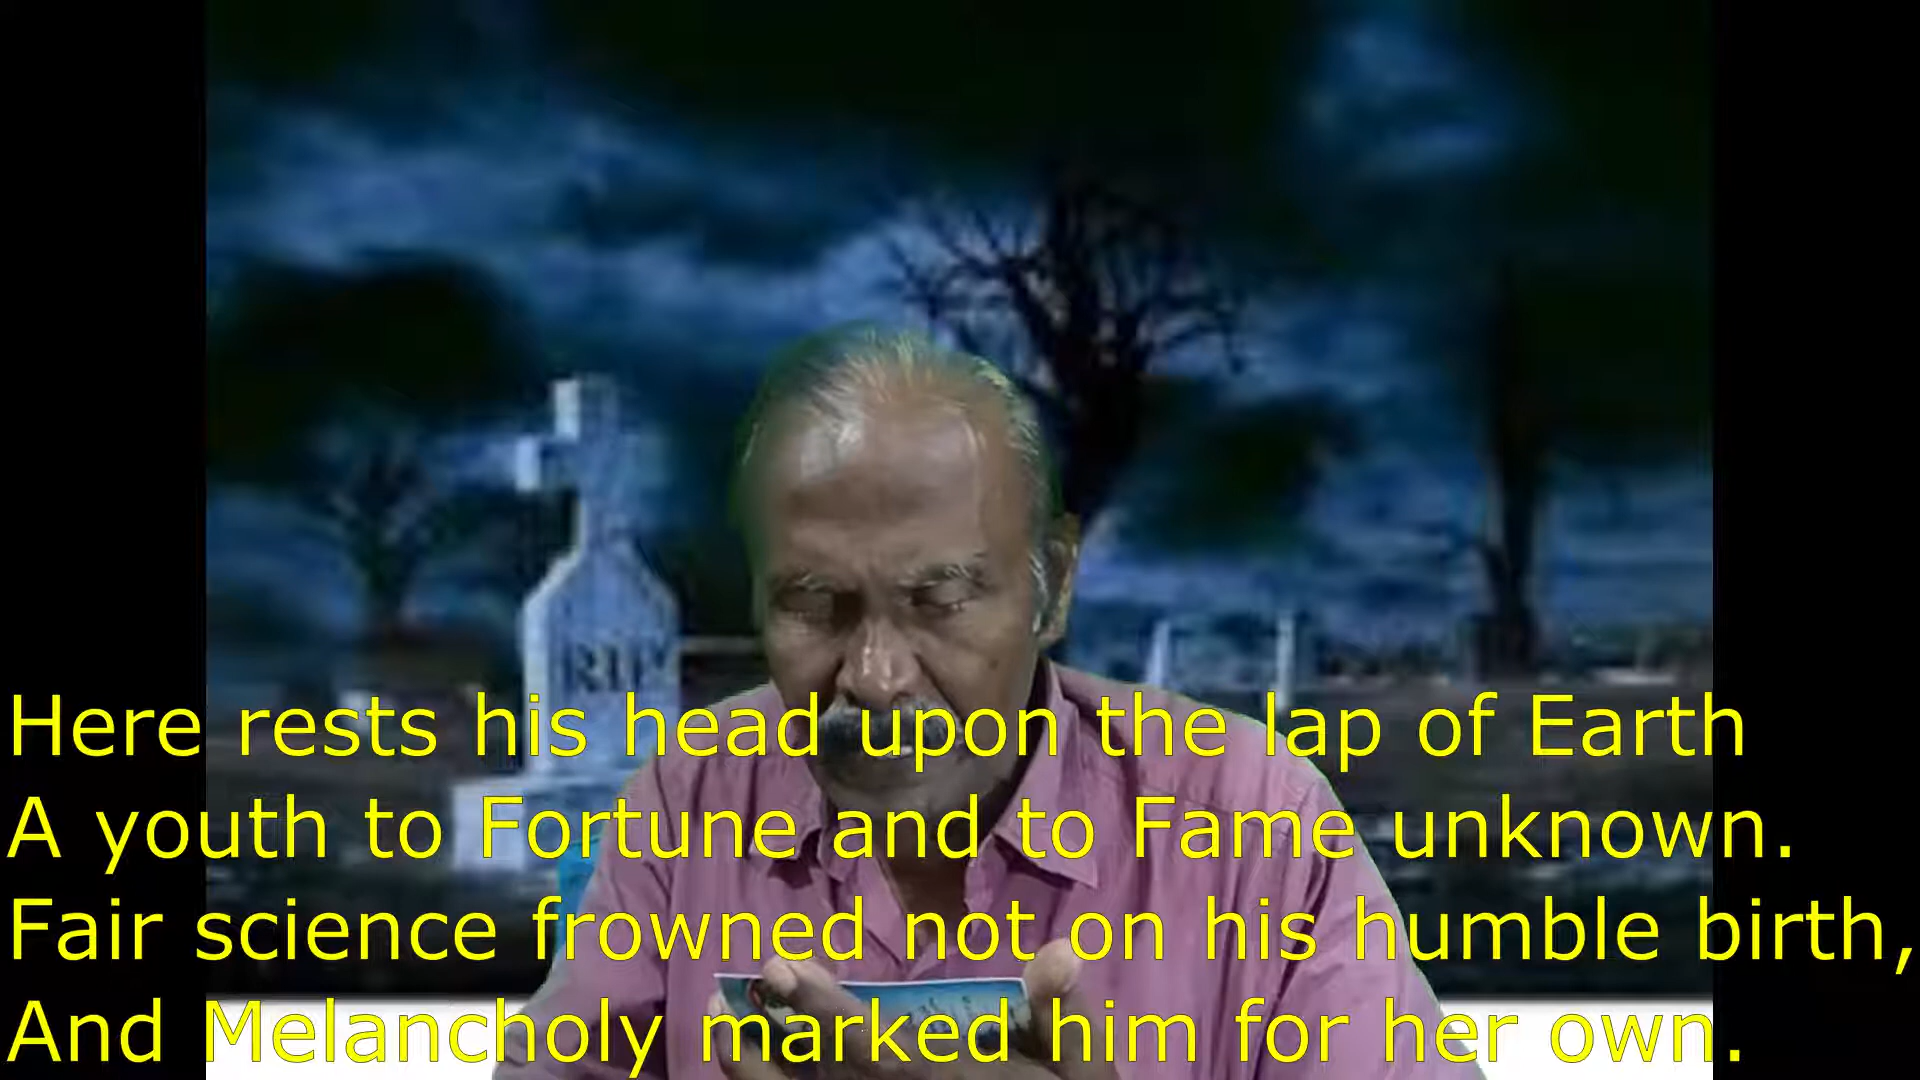 RIP
Here rests his head upon the lap of Earth
A youth to Fortune and to Fame unknown.
Fair science frowned not on his humble birth,
And Melancholy marked him for her own.